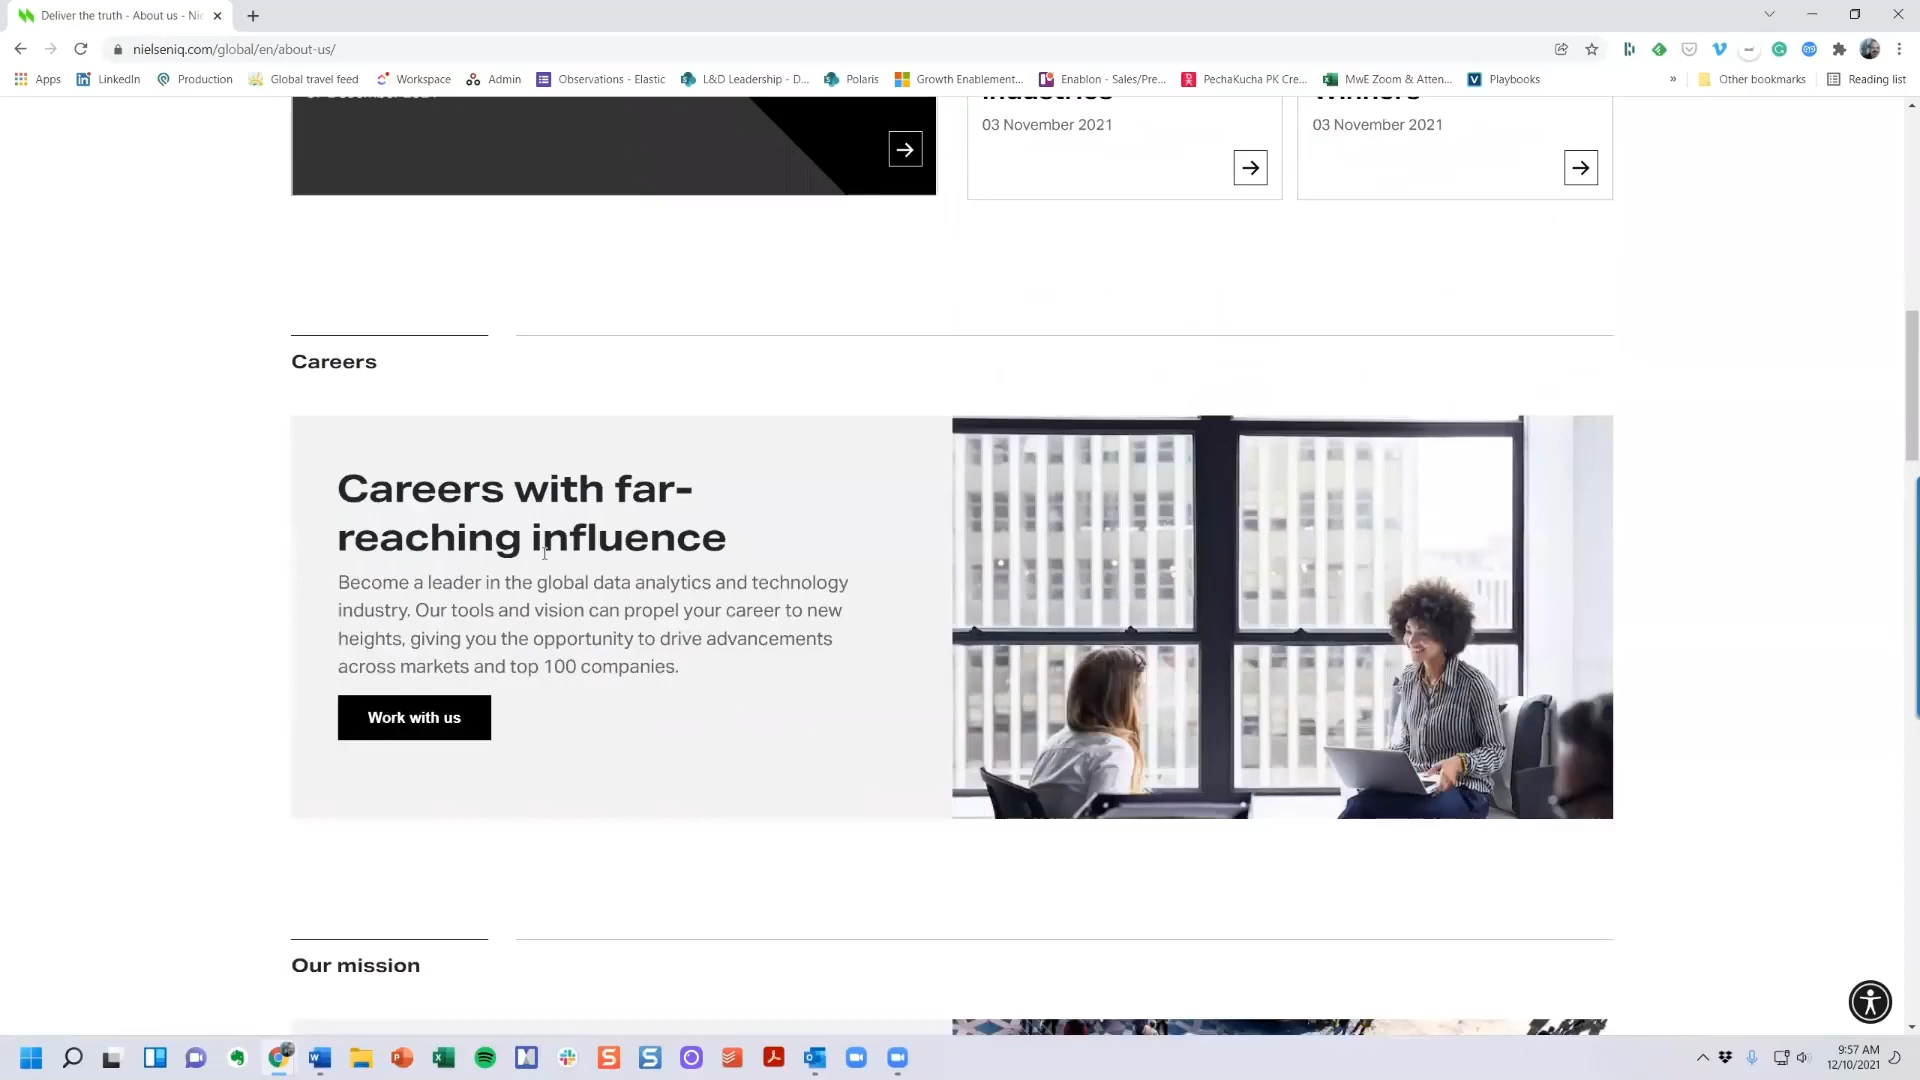 Deliver the truth - About us - Nie
nielseniq.com/global/en/about-us/
Apps LinkedIn Production Global travel feed Workspace Admin Observations - Elastic L&D Leadership - D... Polaris Growth Enablement... Enablon - Sales/Pre... PechaKucha PK Cre... MwE Zoom & Atten... Playbooks » Other bookmarks Reading list
03 November 2021
03 November 2021
Careers
Careers with far-
reaching influence
Become a leader in the global data analytics and technology
industry. Our tools and vision can propel your career to new
heights, giving you the opportunity to drive advancements
across markets and top 100 companies.
Work with us
Our mission
9:57 AM
12/10/2021